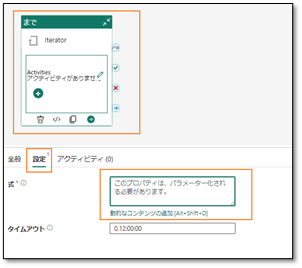 まで
Iterator
Activities
アクティビティがありません
全般
設定 1
アクティビティ (0)
式 *
このプロパティは、パラメーター化される必要があります。
動的なコンテンツの追加 [Alt+Shift+D]
タイムアウト
0.12:00:00